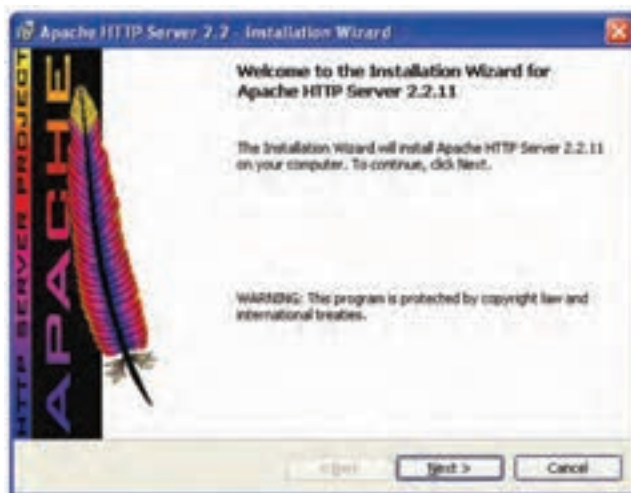 Apache HTTP Server 2.2 - Installation Wizard
HTTP SERVER PROJECT
APACHE
Welcome to the Installation Wizard for
Apache HTTP Server 2.2.11
The Installation Wizard will install Apache HTTP Server 2.2.11
on your computer. To continue, click Next.
WARNING: This program is protected by copyright law and
international treaties.
< Back
Next >
Cancel